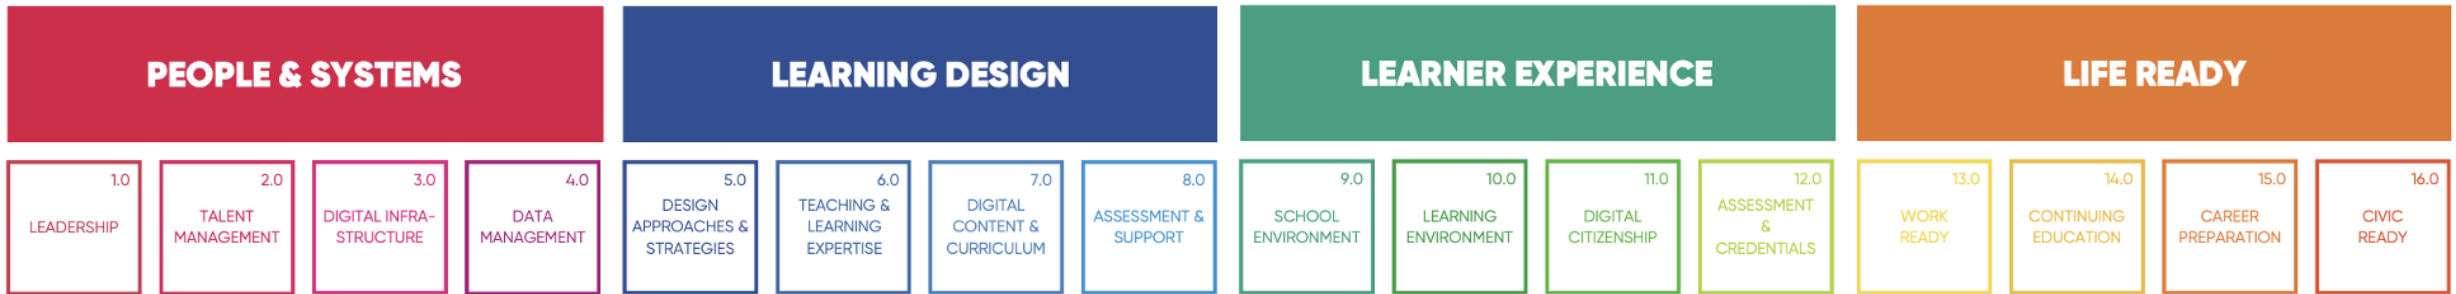 PEOPLE & SYSTEMS
LEARNING DESIGN
LEARNER EXPERIENCE
LIFE READY
1.0
LEADERSHIP
2.0
TALENT
MANAGEMENT
3.0
DIGITAL INFRA-
STRUCTURE
4.0
DATA
MANAGEMENT
5.0
DESIGN
APPROACHES &
STRATEGIES
6.0
TEACHING &
LEARNING
EXPERTISE
7.0
DIGITAL
CONTENT &
CURRICULUM
8.0
ASSESSMENT &
SUPPORT
9.0
SCHOOL
ENVIRONMENT
10.0
LEARNING
ENVIRONMENT
11.0
DIGITAL
CITIZENSHIP
12.0
ASSESSMENT
&
CREDENTIALS
13.0
WORK
READY
14.0
CONTINUING
EDUCATION
15.0
CAREER
PREPARATION
16.0
CIVIC
READY